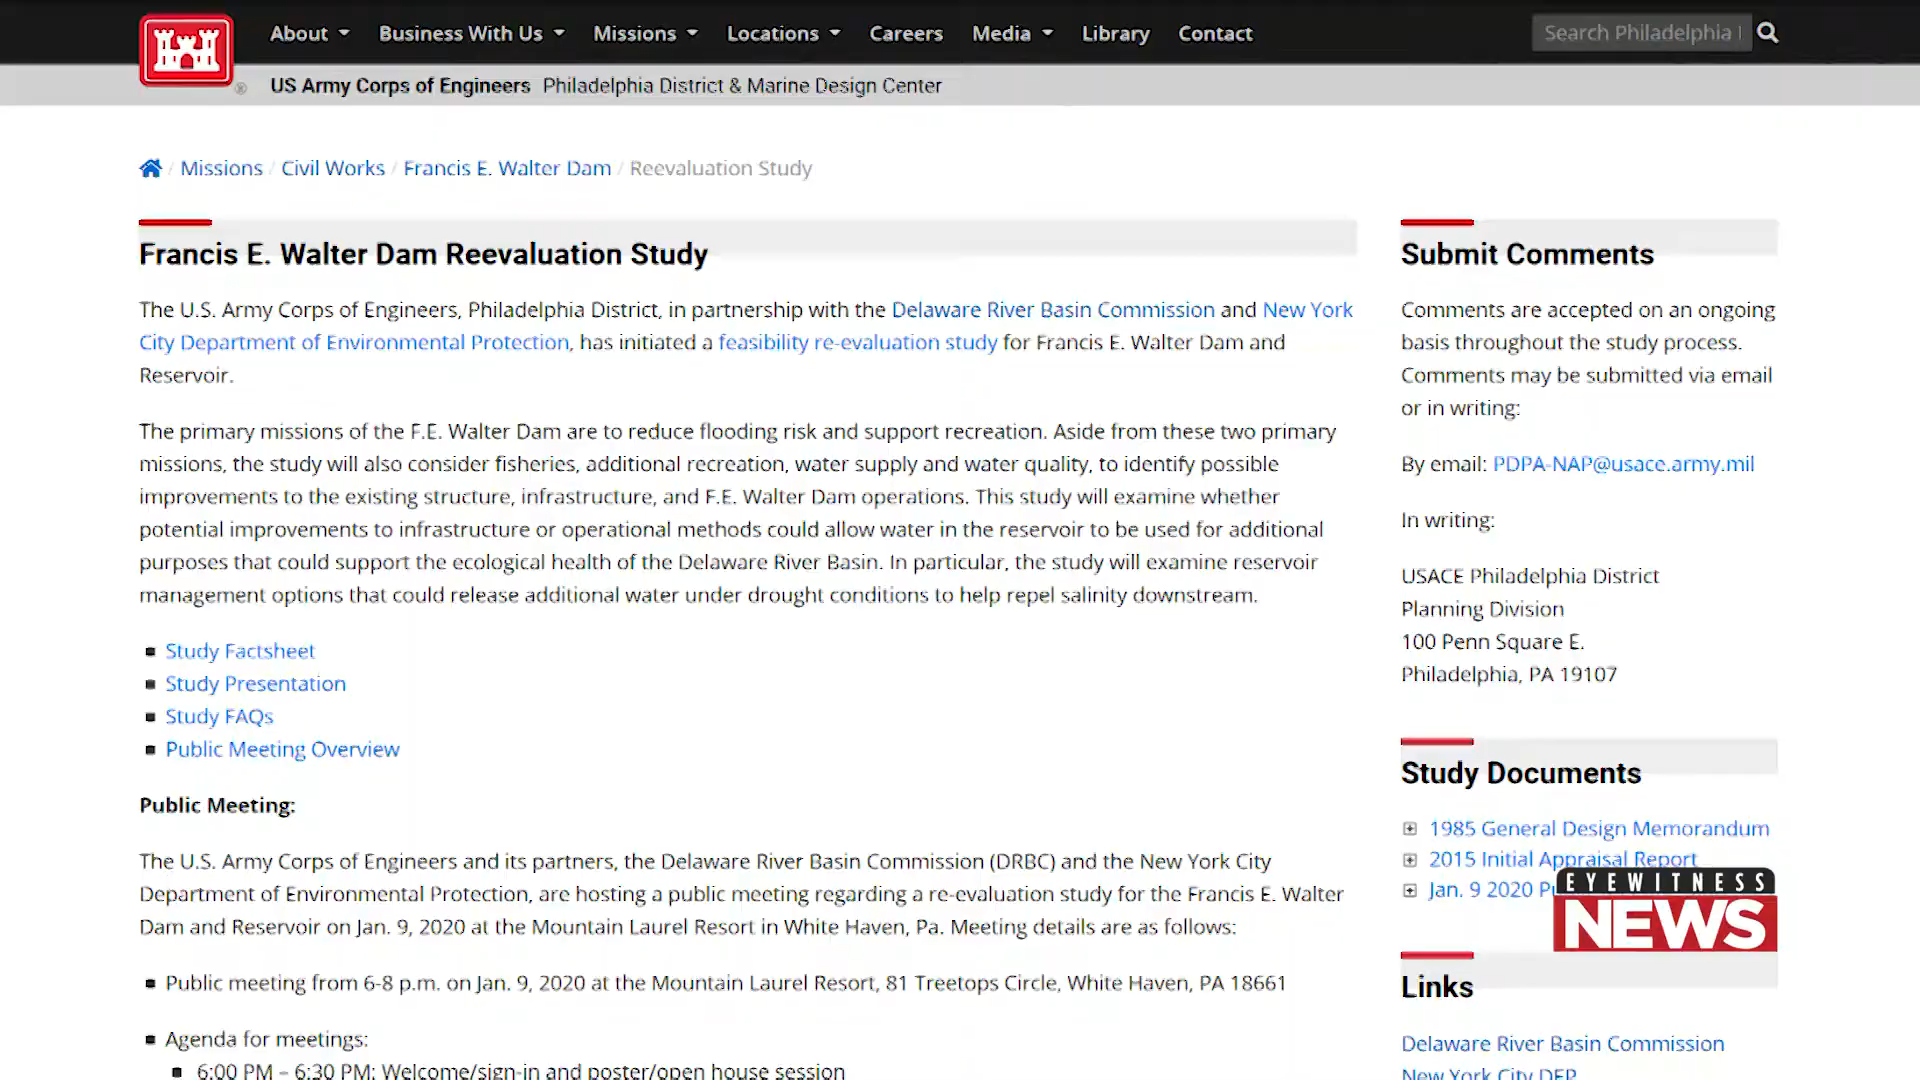 About Business With Us Missions Locations Careers Media Library Contact Search Philadelphia
US Army Corps of Engineers Philadelphia District & Marine Design Center
/ Missions / Civil Works / Francis E. Walter Dam / Reevaluation Study
Francis E. Walter Dam Reevaluation Study
The U.S. Army Corps of Engineers, Philadelphia District, in partnership with the Delaware River Basin Commission and New York
City Department of Environmental Protection, has initiated a feasibility re-evaluation study for Francis E. Walter Dam and
Reservoir.
The primary missions of the F.E. Walter Dam are to reduce flooding risk and support recreation. Aside from these two primary
missions, the study will also consider fisheries, additional recreation, water supply and water quality, to identify possible
improvements to the existing structure, infrastructure, and F.E. Walter Dam operations. This study will examine whether
potential improvements to infrastructure or operational methods could allow water in the reservoir to be used for additional
purposes that could support the ecological health of the Delaware River Basin. In particular, the study will examine reservoir
management options that could release additional water under drought conditions to help repel salinity downstream.
Study Factsheet
Study Presentation
Study FAQs
Public Meeting Overview
Public Meeting:
The U.S. Army Corps of Engineers and its partners, the Delaware River Basin Commission (DRBC) and the New York City
Department of Environmental Protection, are hosting a public meeting regarding a re-evaluation study for the Francis E. Walter
Dam and Reservoir on Jan. 9, 2020 at the Mountain Laurel Resort in White Haven, Pa. Meeting details are as follows:
Public meeting from 6-8 p.m. on Jan. 9, 2020 at the Mountain Laurel Resort, 81 Treetops Circle, White Haven, PA 18661
Agenda for meetings:
6:00 PM – 6:30 PM: Welcome/sign-in and poster/open house session
Submit Comments
Comments are accepted on an ongoing
basis throughout the study process.
Comments may be submitted via email
or in writing:
By email: PDPA-NAP@usace.army.mil
In writing:
USACE Philadelphia District
Planning Division
100 Penn Square E.
Philadelphia, PA 19107
Study Documents
1985 General Design Memorandum
2015 Initial Appraisal Report
Jan. 9 2020
EYEWITNESS
NEWS
Links
Delaware River Basin Commission
New York City DEP